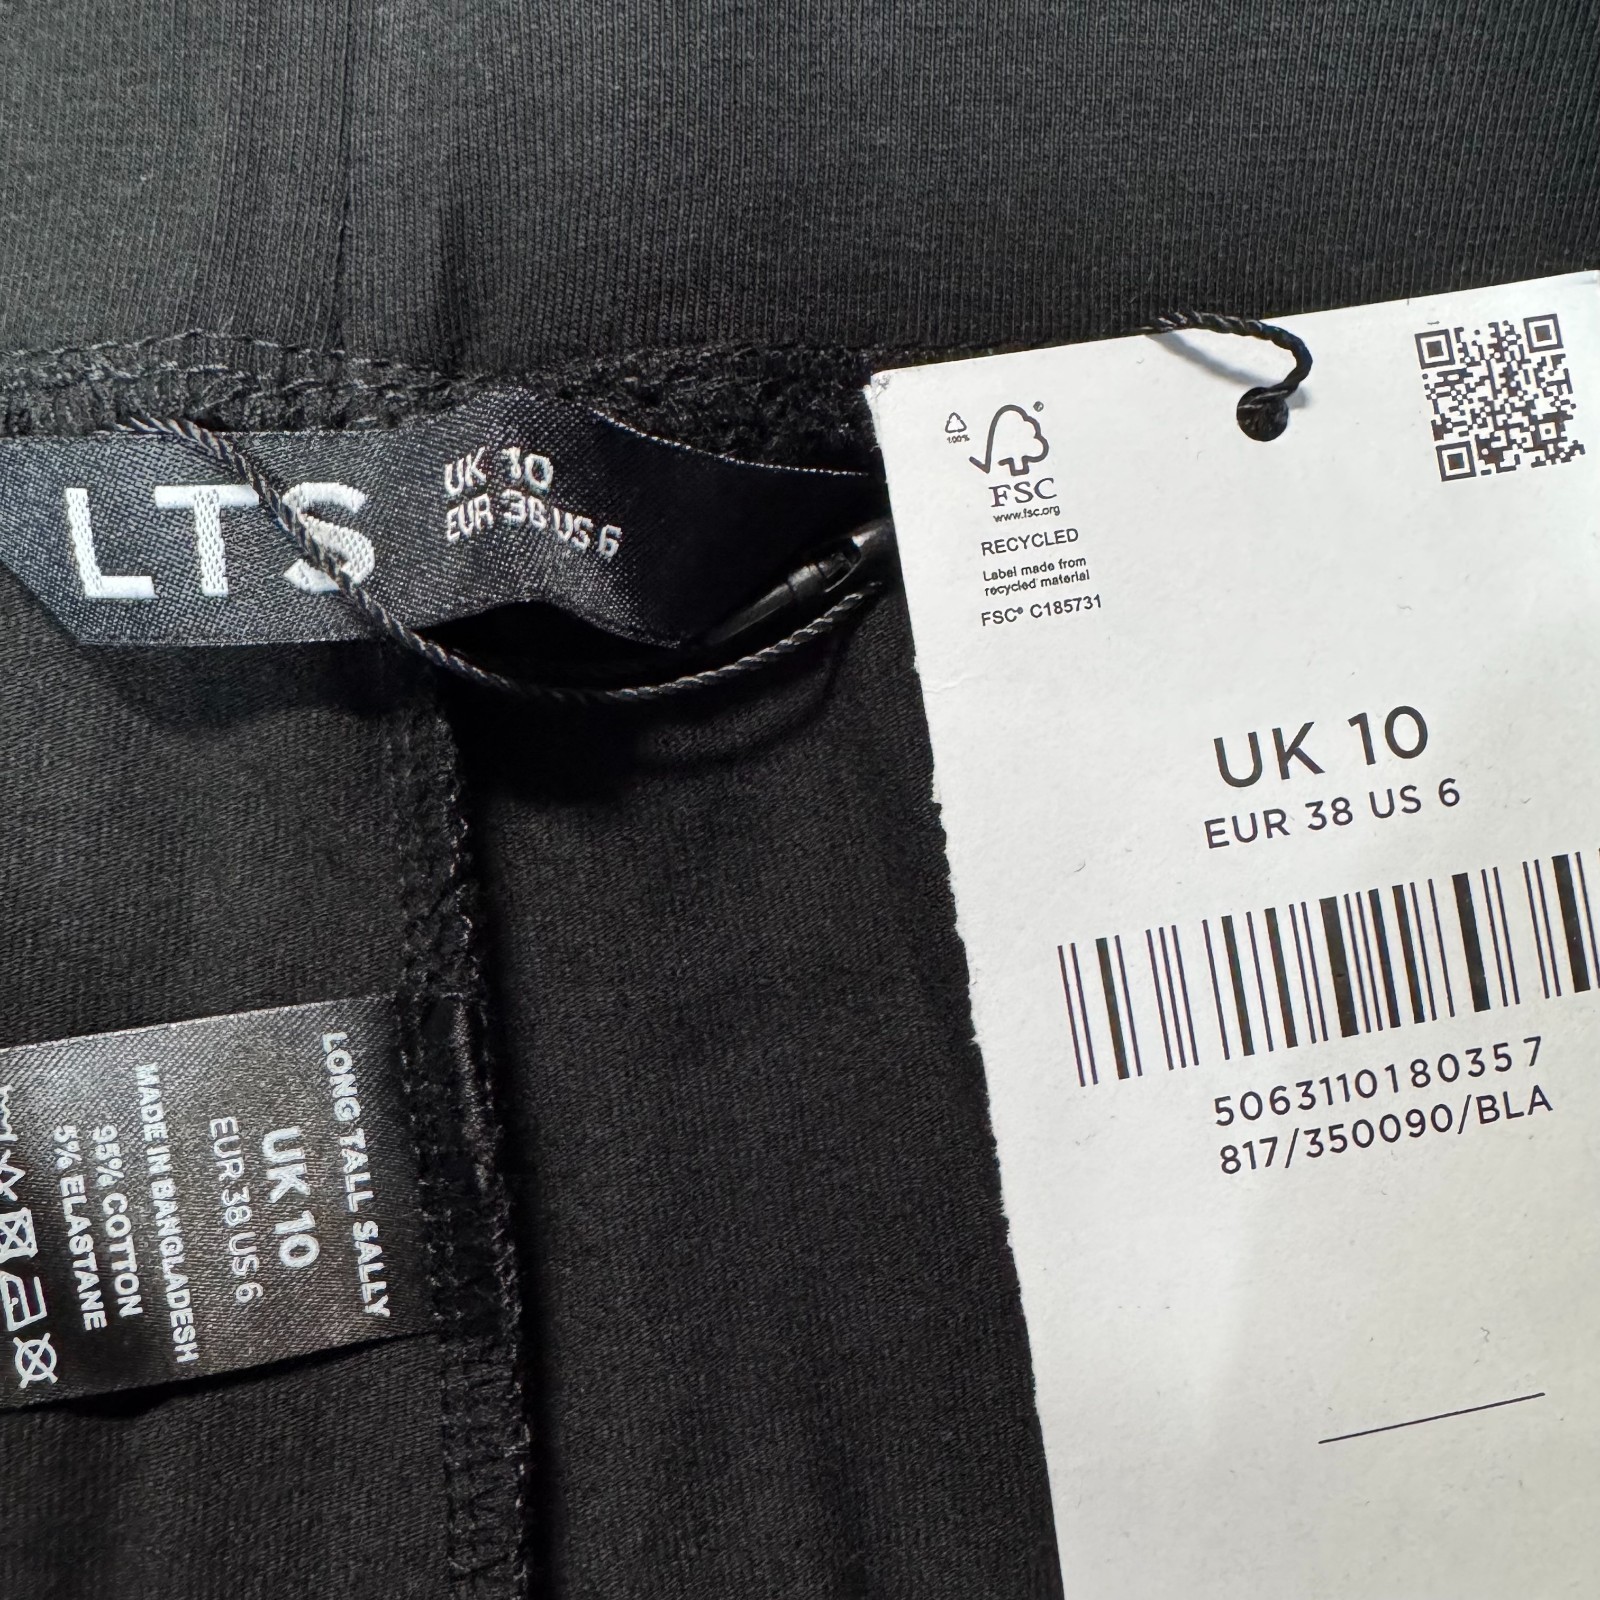 LTS
UK 10
EUR 38 US 6
100%
FSC
www.fsc.org
RECYCLED
Label made from
recycled material
FSC® C185731
UK 10
EUR 38 US 6
5063110180357
817/350090/BLA
LONG TALL SALLY
UK 10
EUR 38 US 6
MADE IN BANGLADESH
95% COTTON
5% ELASTANE